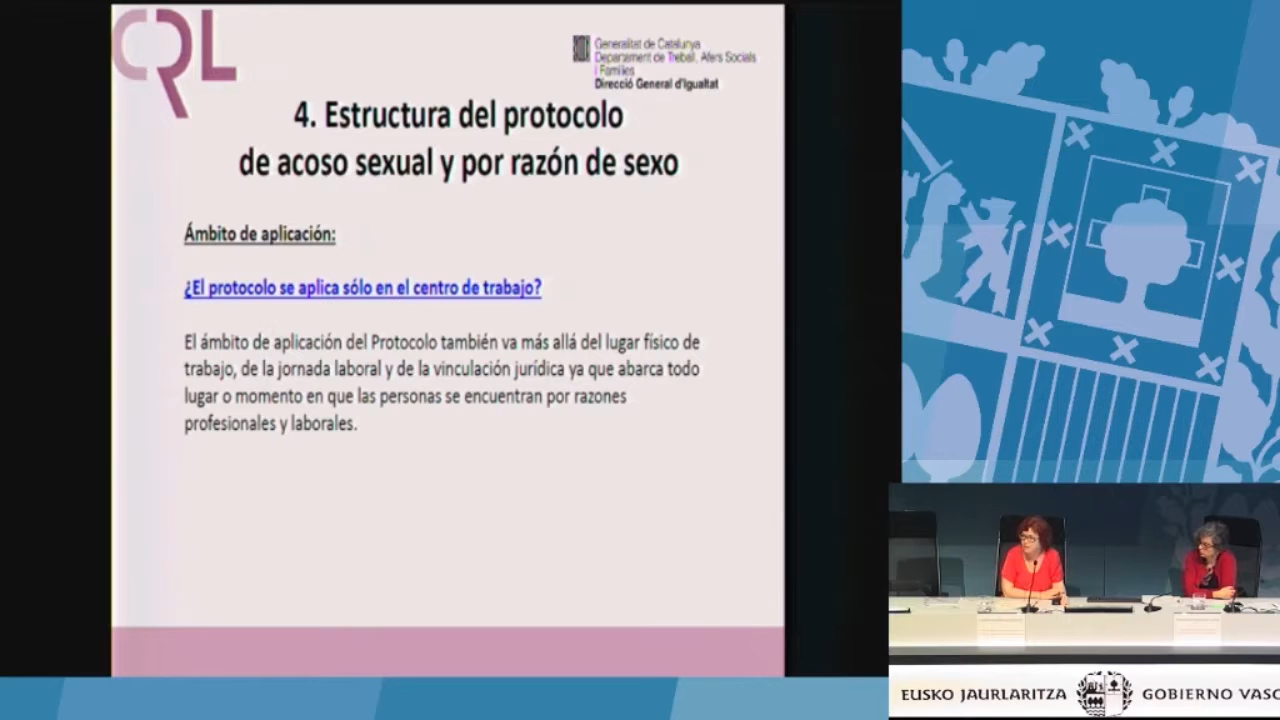 CRL
Generalitat de Catalunya
Departament de Treball, Afers Socials
i Famílies
Direcció General d'Igualtat
4. Estructura del protocolo
de acoso sexual y por razón de sexo
Ámbito de aplicación:
¿El protocolo se aplica sólo en el centro de trabajo?
El ámbito de aplicación del Protocolo también va más allá del lugar físico de
trabajo, de la jornada laboral y de la vinculación jurídica ya que abarca todo
lugar o momento en que las personas se encuentran por razones
profesionales y laborales.
EUSKO JAURLARITZA GOBIERNO VASC